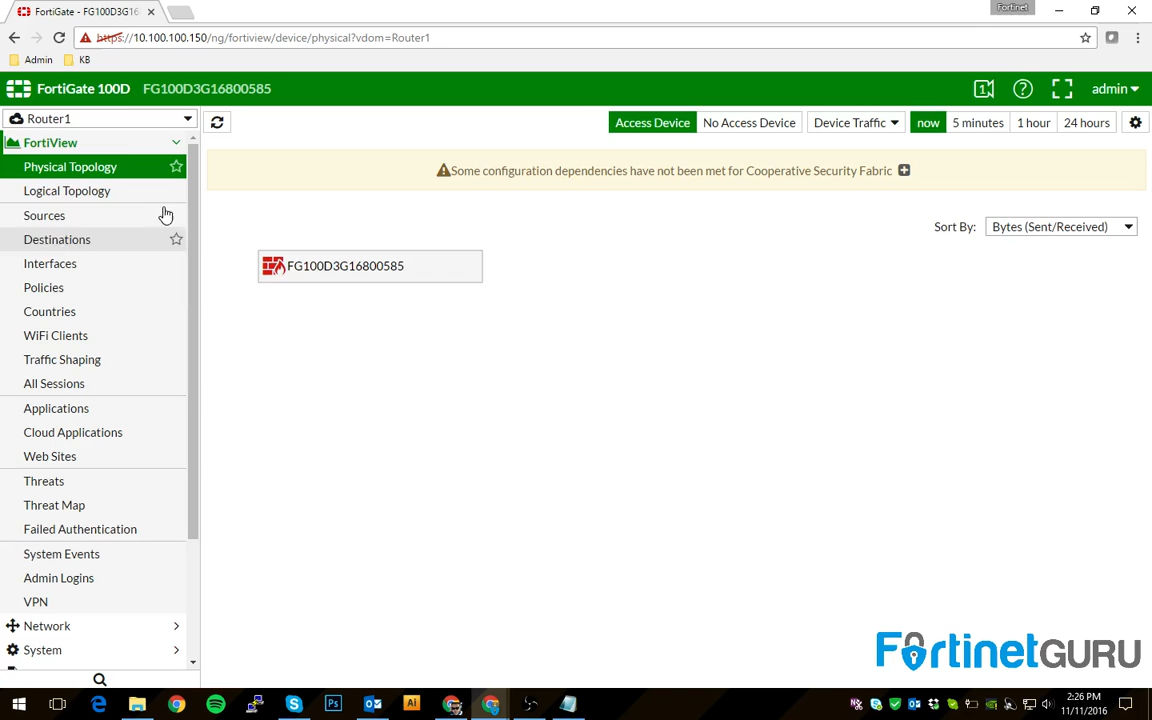 FortiGate - FG100D3G16
Fortinet
https://10.100.100.150/ng/fortiview/device/physical?vdom=Router1
Admin KB
FortiGate 100D FG100D3G16800585
1
admin
Router1
Access Device No Access Device Device Traffic now 5 minutes 1 hour 24 hours
FortiView
Physical Topology
Some configuration dependencies have not been met for Cooperative Security Fabric
Logical Topology
Sources
Sort By: Bytes (Sent/Received)
Destinations
Interfaces
FG100D3G16800585
Policies
Countries
WiFi Clients
Traffic Shaping
All Sessions
Applications
Cloud Applications
Web Sites
Threats
Threat Map
Failed Authentication
System Events
Admin Logins
VPN
Network
System
FortinetGURU
2:26 PM
11/11/2016